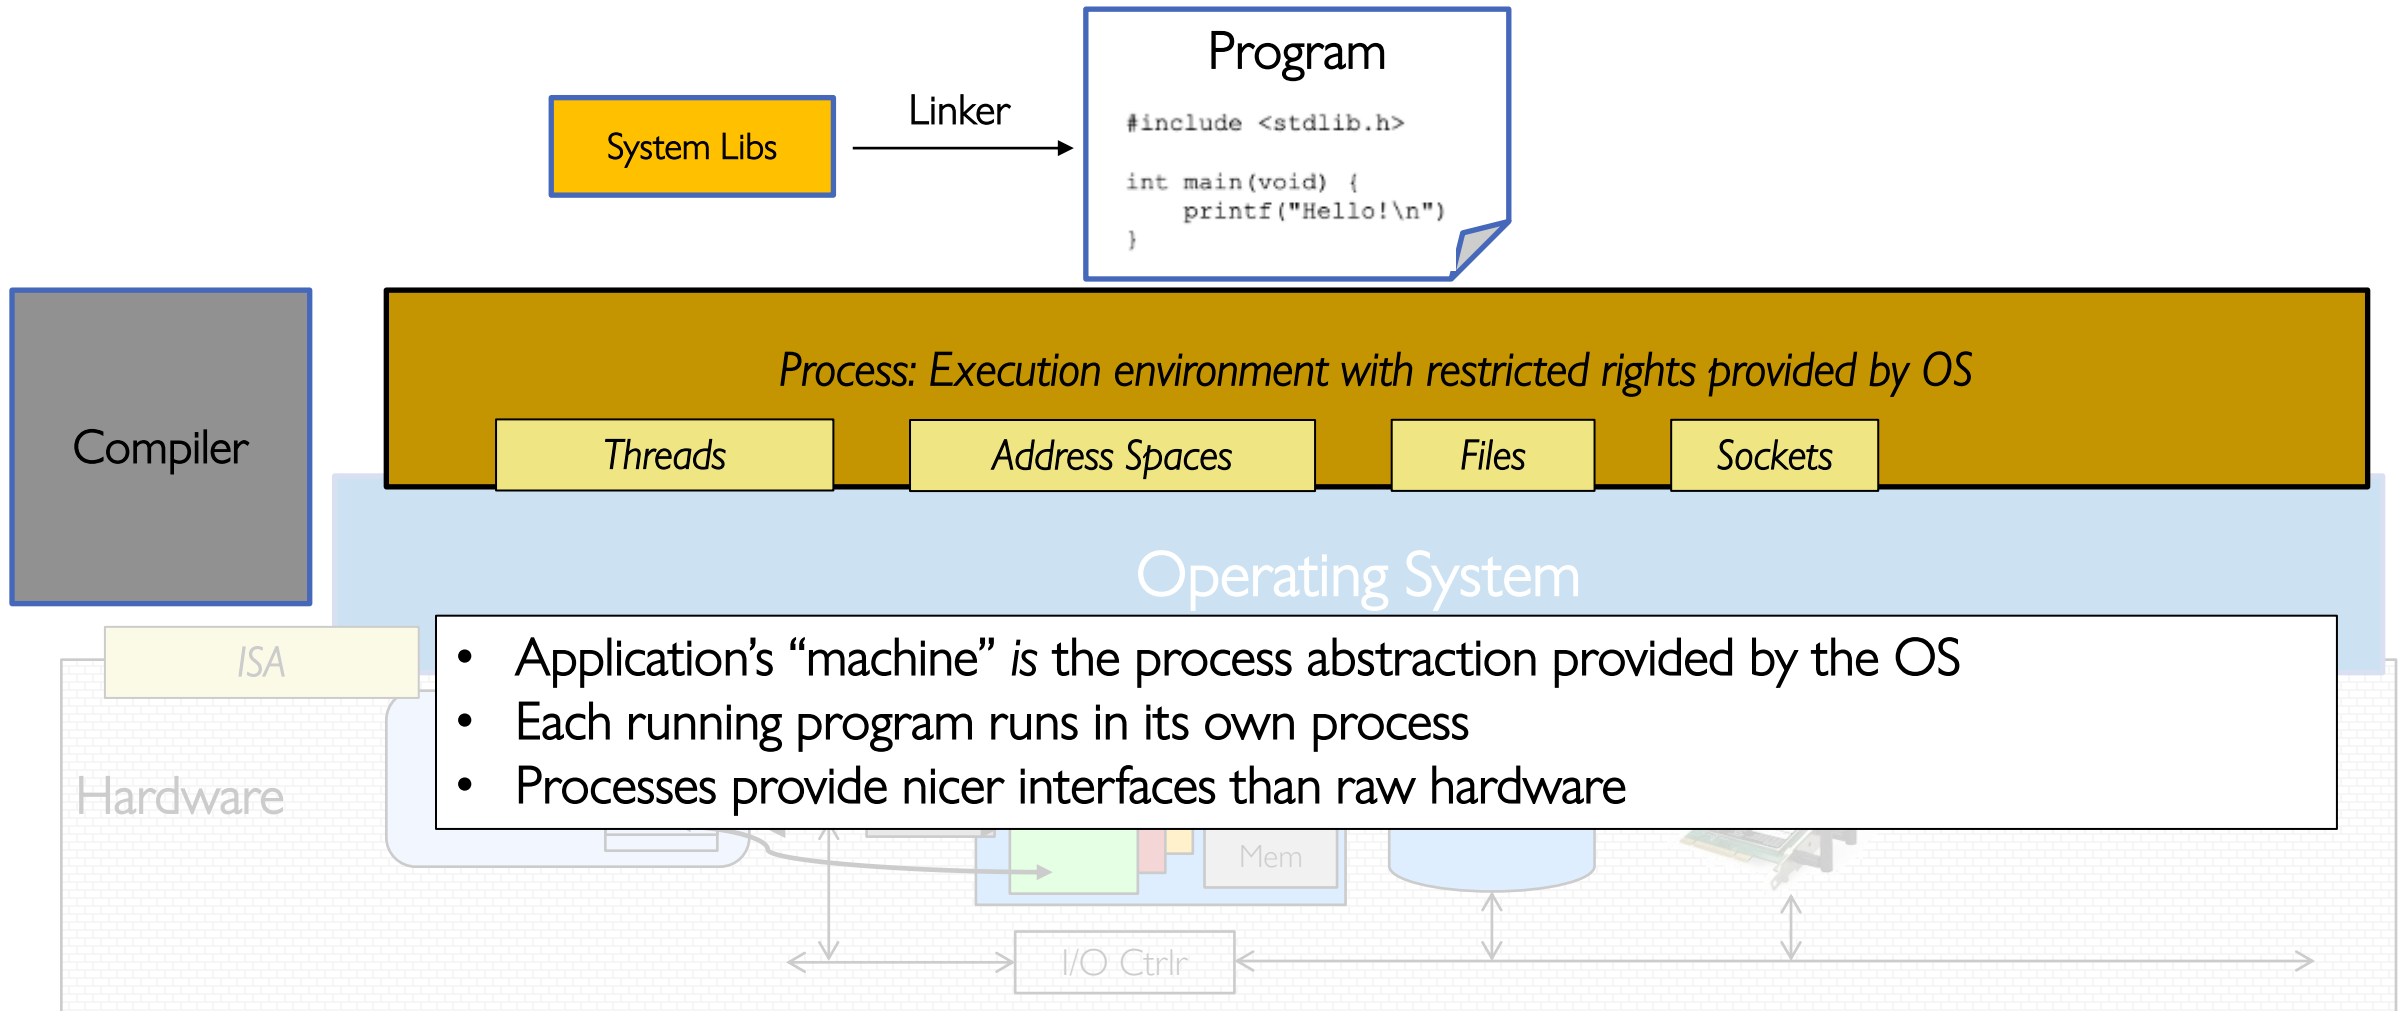 Program
Linker
System Libs
#include <stdlib.h>
int main(void) {
printf("Hello!\n")
}
Compiler
Process: Execution environment with restricted rights provided by OS
Threads
Address Spaces
Files
Sockets
Operating System
ISA
• Application’s “machine” is the process abstraction provided by the OS
• Each running program runs in its own process
• Processes provide nicer interfaces than raw hardware
Hardware
Mem
I/O Ctrlr